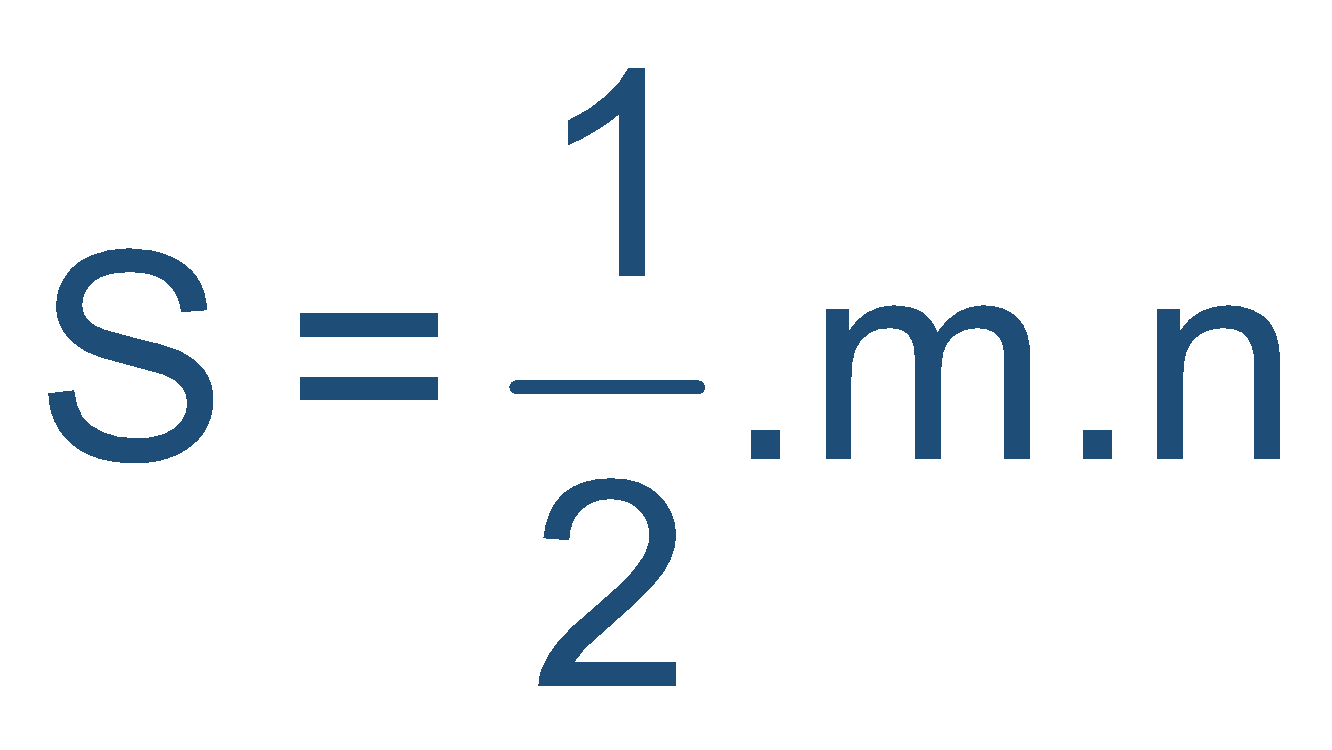 S = 1/2 .m.n